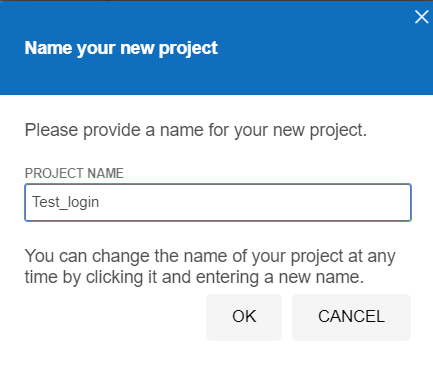 Name your new project
Please provide a name for your new project.
PROJECT NAME
Test_login
You can change the name of your project at any
time by clicking it and entering a new name.
OK CANCEL